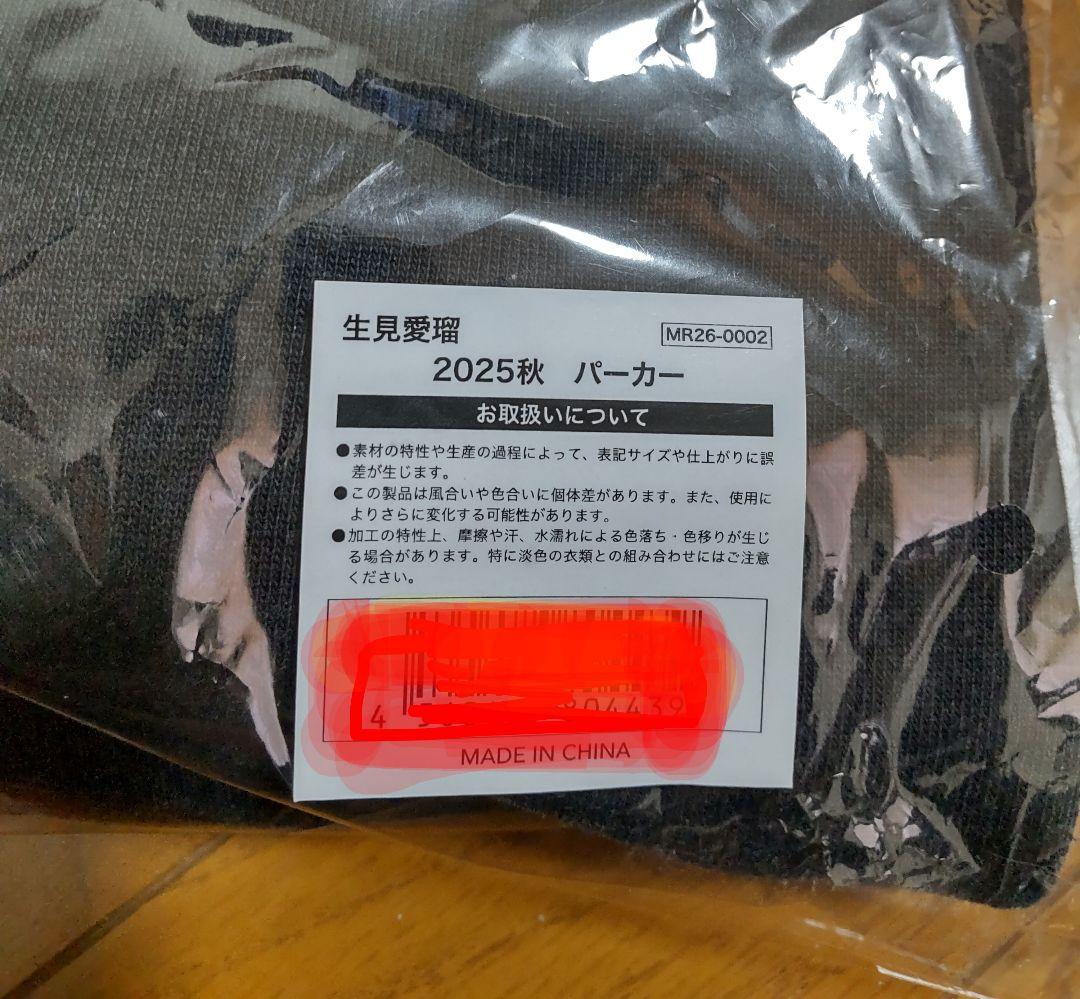 生見愛瑠
MR26-0002
2025秋 パーカー
お取扱いについて
●素材の特性や生産の過程によって、表記サイズや仕上がりに誤
差が生じます。
●この製品は風合いや色合いに個体差があります。また、使用に
よりさらに変化する可能性があります。
●加工の特性上、摩擦や汗、水濡れによる色落ち・色移りが生じ
る場合があります。特に淡色の衣類との組み合わせにはご注意
ください。
4
04439
MADE IN CHINA